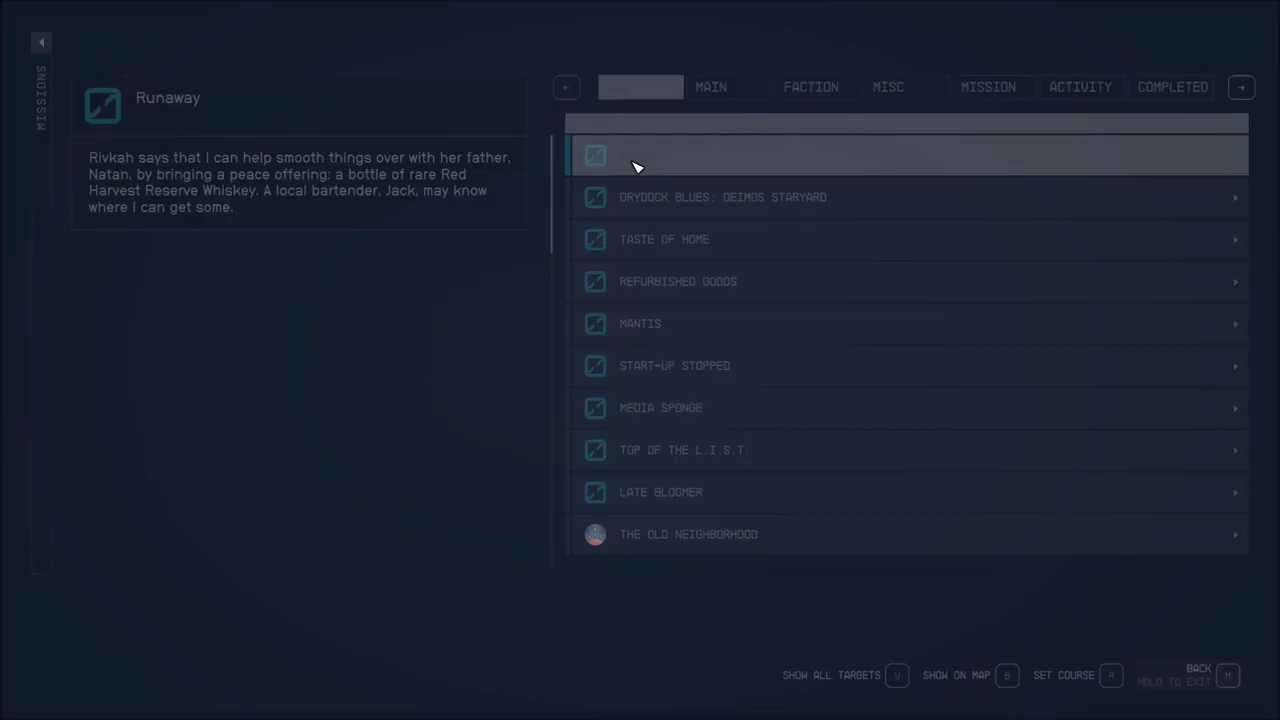 MISSIONS
Runaway
Rivkah says that I can help smooth things over with her father,
Natan, by bringing a peace offering: a bottle of rare Red
Harvest Reserve Whiskey. A local bartender, Jack, may know
where I can get some.
MAIN
FACTION
MISC
MISSION
ACTIVITY
COMPLETED
DRYDOCK BLUES: DEIMOS STARYARD
TASTE OF HOME
REFURBISHED GOODS
MANTIS
START-UP STOPPED
MEDIA SPONGE
TOP OF THE L.I.S.T.
LATE BLOOMER
THE OLD NEIGHBORHOOD
SHOW ALL TARGETS
SHOW ON MAP B
SET COURSE R
BACK M
HOLD TO EXIT